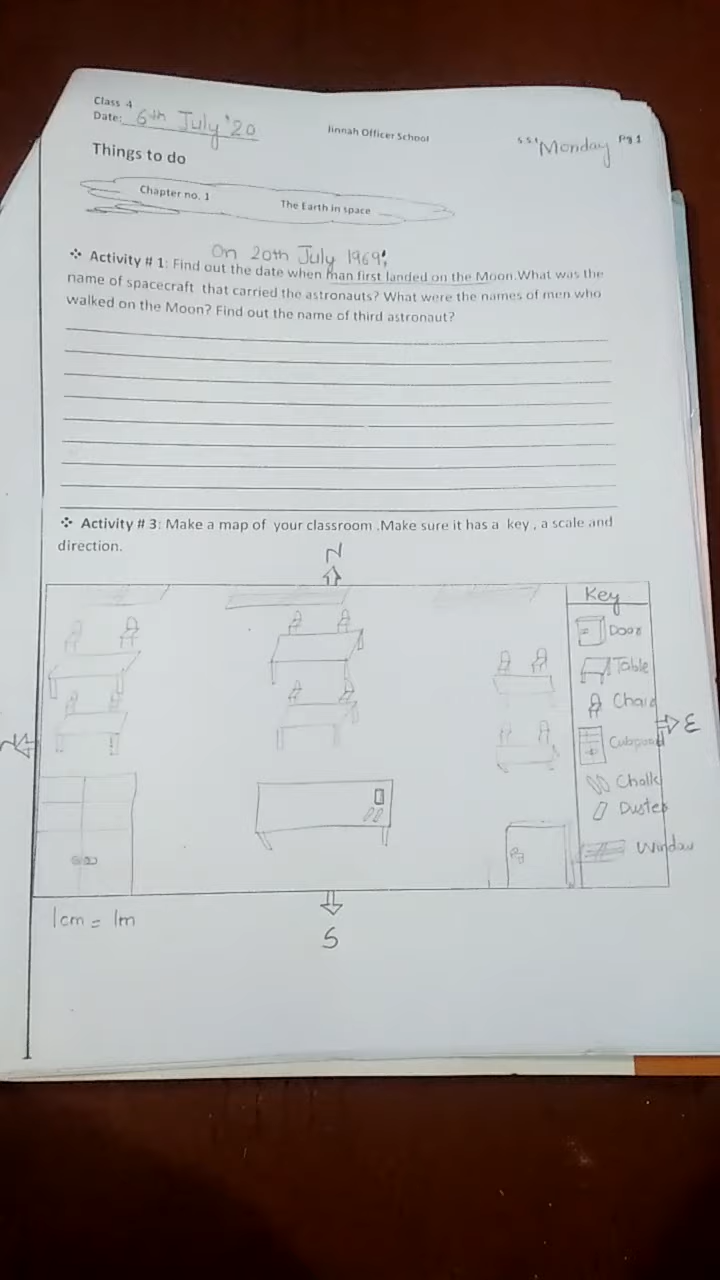 Class 4
Date: 6th July '20
Jinnah Officer School
S S t Monday Pg 1
Things to do
Chapter no. 1 The Earth in space
On 20th July 1969,
❖ Activity # 1: Find out the date when man first landed on the Moon.What was the
name of spacecraft that carried the astronauts? What were the names of men who
walked on the Moon? Find out the name of third astronaut?
❖ Activity # 3: Make a map of your classroom .Make sure it has a key , a scale and
direction.
N
Key
Door
Table
Chair
E
Cubpoard
Chalk
Duster
Window
1cm = 1m
S